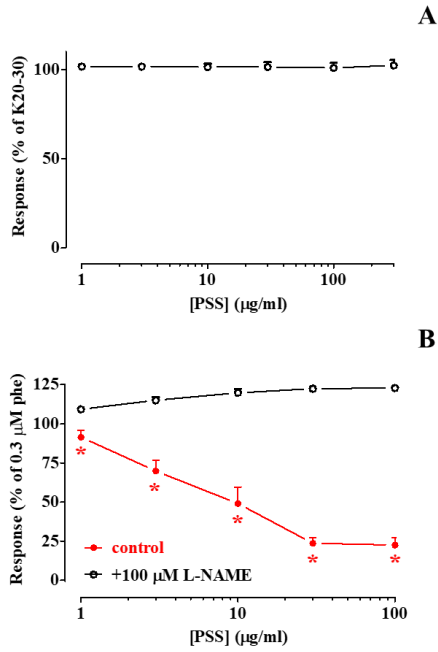 A
Response (% of K20-30)
100
50
0
1
10
100
[PSS] (μg/ml)
B
Response (% of 0.3 μM phe)
125
100
75
50
25
0
*
*
*
*
*
control
+100 μM L-NAME
1
10
100
[PSS] (μg/ml)